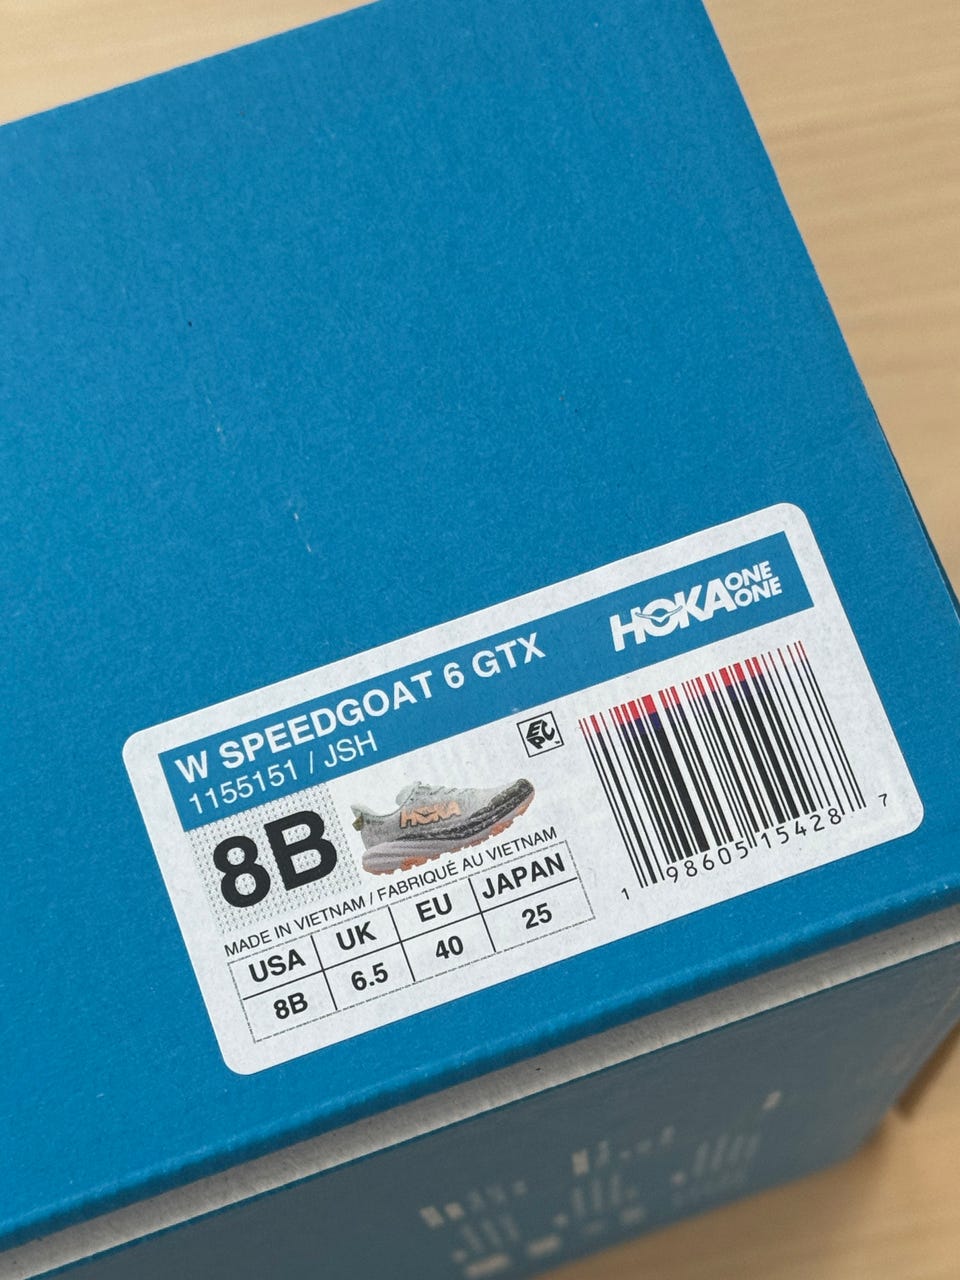 W SPEEDGOAT 6 GTX
1155151 / JSH
HOKA ONE ONE
8B
HOKA
MADE IN VIETNAM / FABRIQUÉ AU VIETNAM
USA UK EU JAPAN
8B 6.5 40 25
1 98605 15428 7